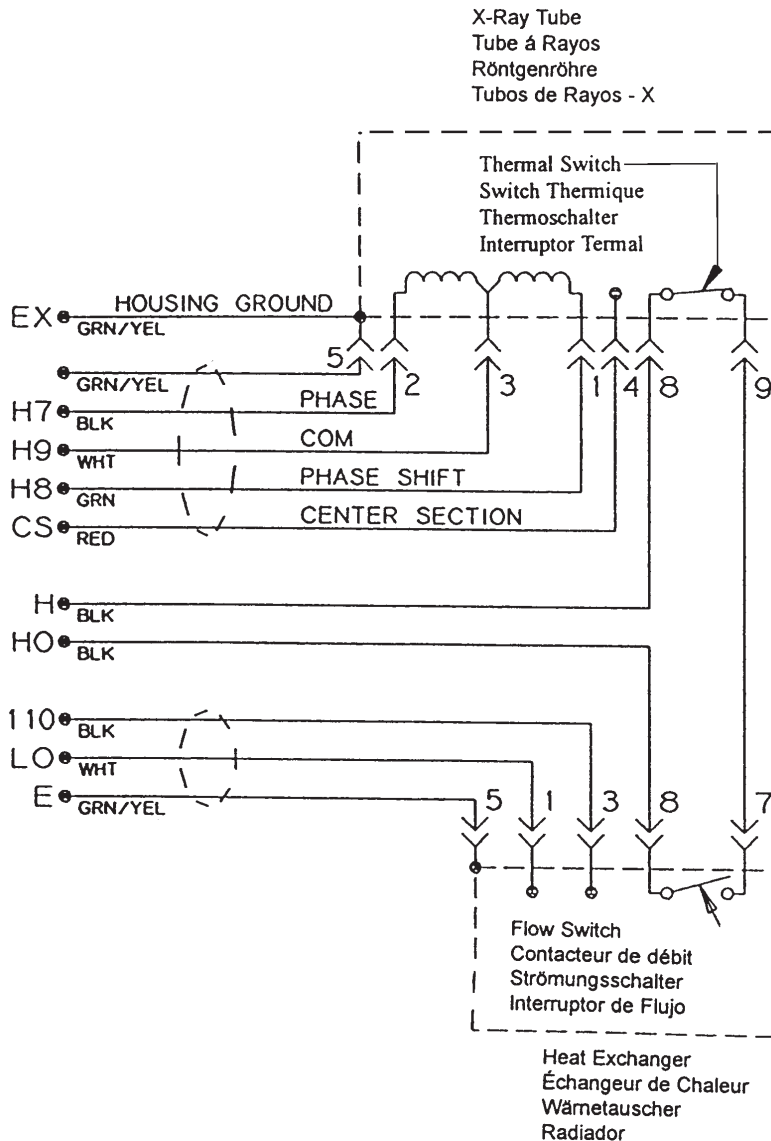 X-Ray Tube
Tube á Rayos
Röntgenröhre
Tubos de Rayos - X
Thermal Switch
Switch Thermique
Thermoschalter
Interruptor Termal
EX HOUSING GROUND
GRN/YEL
5 2 3 1 4 8 9
GRN/YEL
H7 BLK PHASE
H9 WHT COM
H8 GRN PHASE SHIFT
CS RED CENTER SECTION
H BLK
HO BLK
110 BLK
LO WHT
E GRN/YEL
5 1 3 8 7
Flow Switch
Contacteur de débit
Strömungsschalter
Interruptor de Flujo
Heat Exchanger
Échangeur de Chaleur
Wärmetauscher
Radiador